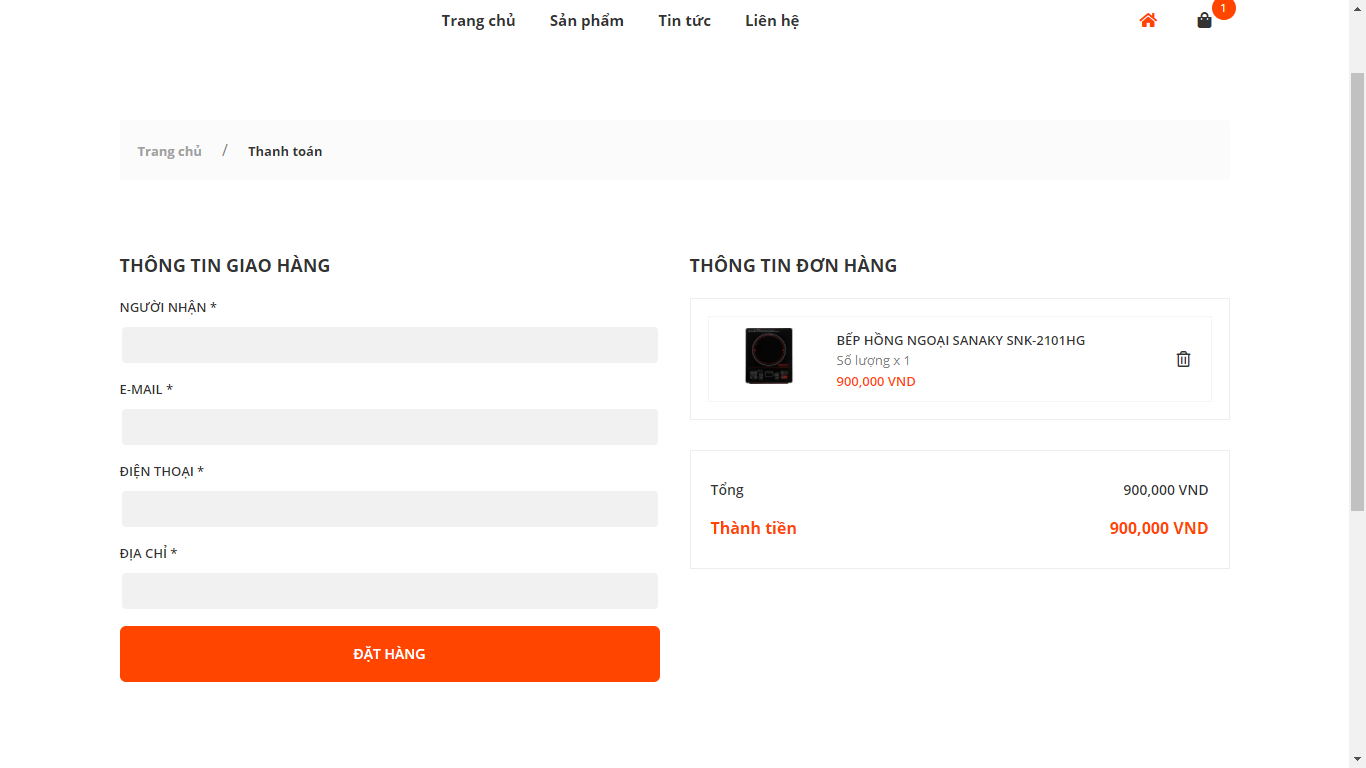 Trang chủ Sản phẩm Tin tức Liên hệ 1
Trang chủ / Thanh toán
THÔNG TIN GIAO HÀNG
NGƯỜI NHẬN *
E-MAIL *
ĐIỆN THOẠI *
ĐỊA CHỈ *
ĐẶT HÀNG
THÔNG TIN ĐƠN HÀNG
BẾP HỒNG NGOẠI SANAKY SNK-2101HG
Số lượng x 1
900,000 VND
Tổng 900,000 VND
Thành tiền 900,000 VND